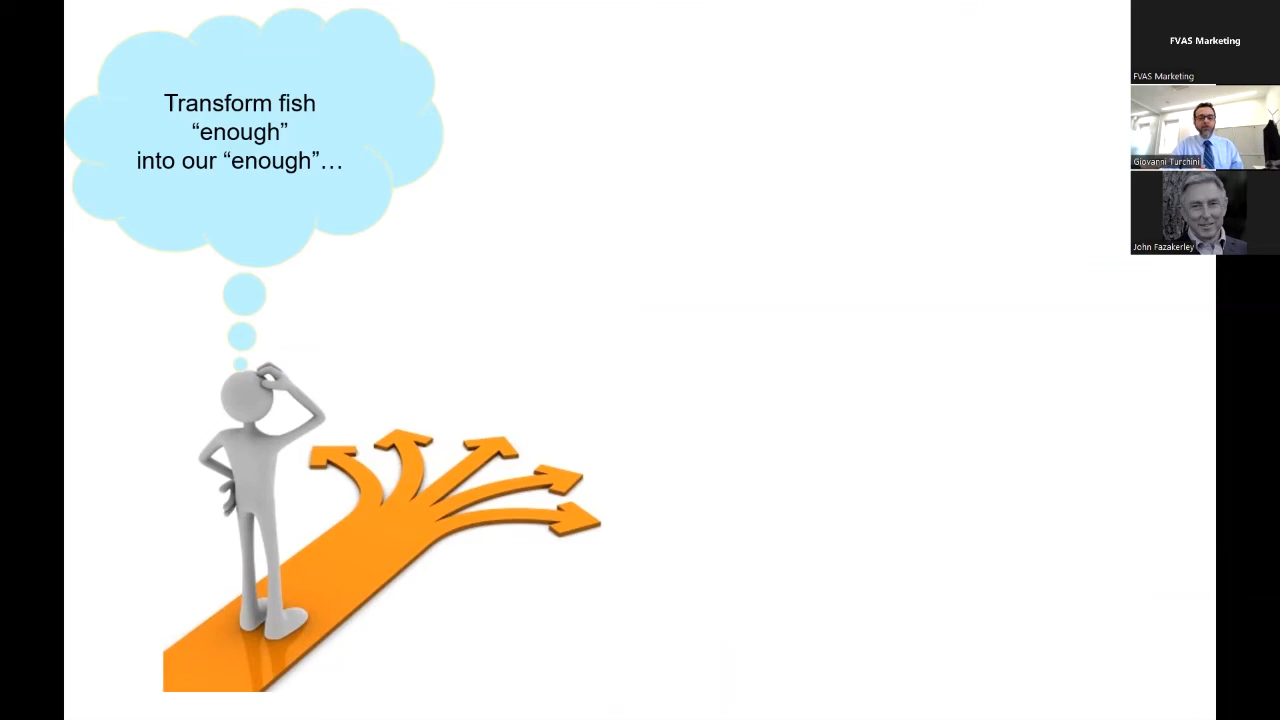 Transform fish
“enough”
into our “enough”…
FVAS Marketing
FVAS Marketing
Giovanni Turchini
John Fazakerley